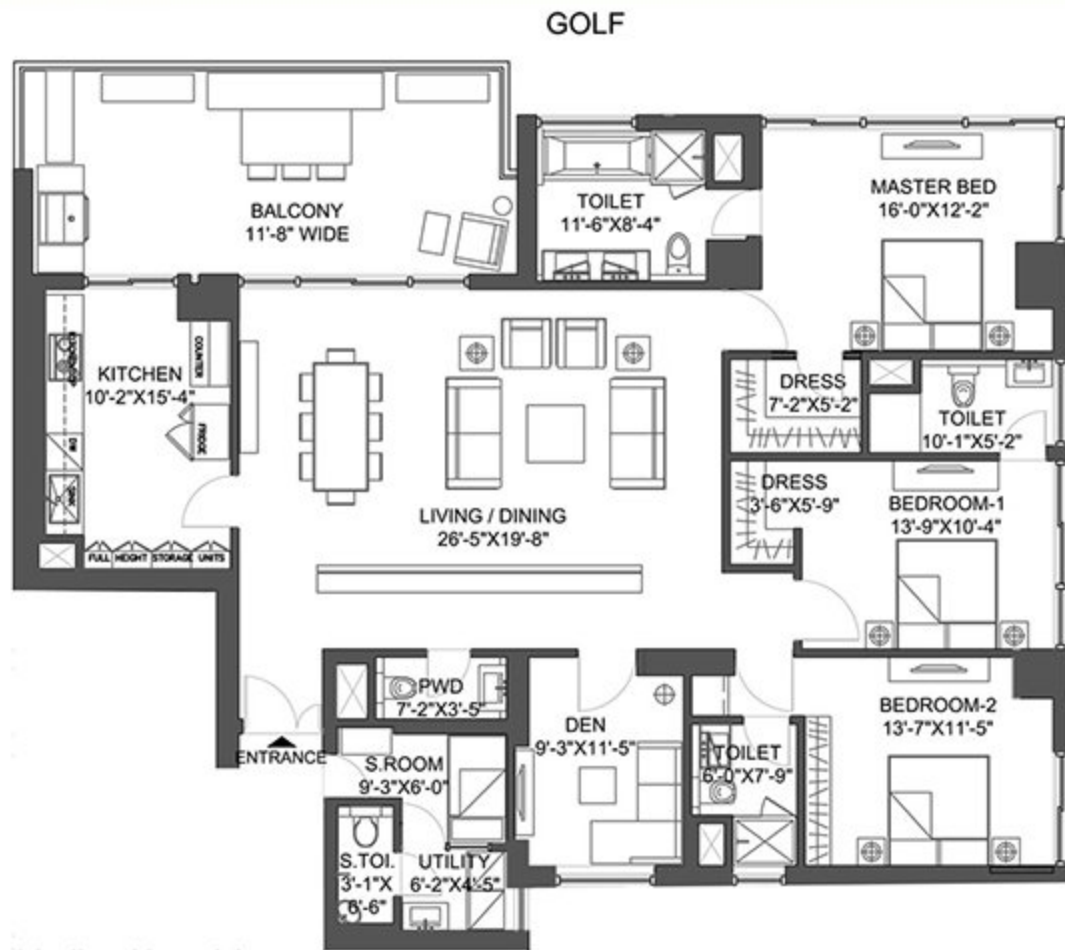 GOLF
BALCONY
11'-8" WIDE
TOILET
11'-6"X8'-4"
MASTER BED
16'-0"X12'-2"
KITCHEN
10'-2"X15'-4"
COUNTER
FRIDGE
DW
SINK
FULL HEIGHT STORAGE UNITS
LIVING / DINING
26'-5"X19'-8"
DRESS
7'-2"X5'-2"
TOILET
10'-1"X5'-2"
DRESS
3'-6"X5'-9"
BEDROOM-1
13'-9"X10'-4"
PWD
7'-2"X3'-5"
ENTRANCE
S.ROOM
9'-3"X6'-0"
DEN
9'-3"X11'-5"
TOILET
6'-0"X7'-9"
BEDROOM-2
13'-7"X11'-5"
S.TOI.
3'-1"X
6'-6"
UTILITY
6'-2"X4'-5"